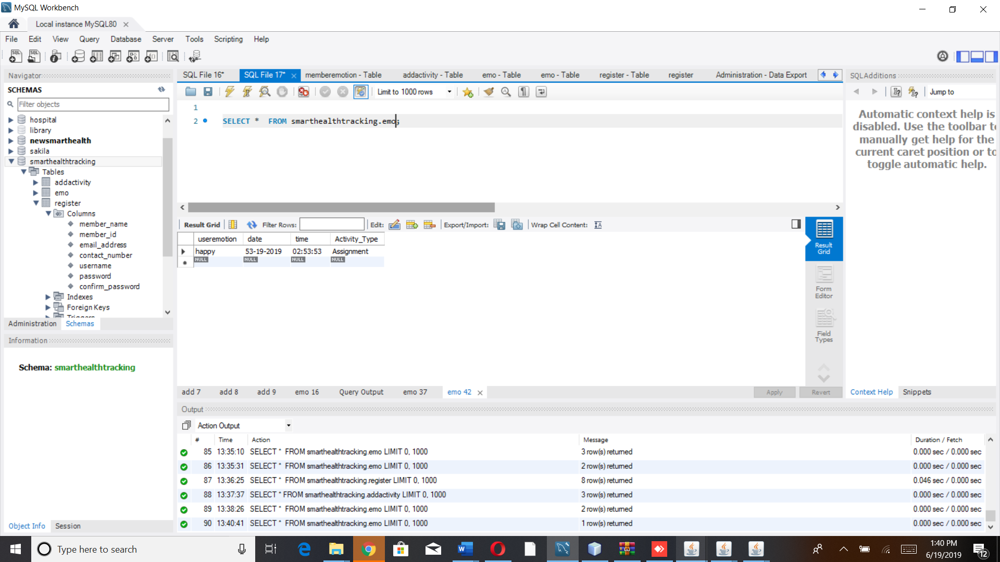 MySQL Workbench
Local instance MySQL80
File Edit View Query Database Server Tools Scripting Help
Navigator
SCHEMAS
Filter objects
hospital
library
newsmarthealth
sakila
smarthealthtracking
Tables
addactivity
emo
register
Columns
member_name
member_id
email_address
contact_number
username
password
confirm_password
Indexes
Foreign Keys
Triggers
Administration Schemas
Information
Schema: smarthealthtracking
Object Info Session
SQL File 16* SQL File 17* memberemotion - Table addactivity - Table emo - Table emo - Table register - Table register Administration - Data Export
Limit to 1000 rows
1
2 SELECT * FROM smarthealthtracking.emo;
Result Grid Filter Rows: Edit: Export/Import: Wrap Cell Content:
useremotion date time Activity_Type
happy 53-19-2019 02:53:53 Assignment
NULL NULL NULL NULL
Result Grid
Form Editor
Field Types
add 7 add 8 add 9 emo 16 Query Output emo 37 emo 42
Apply Revert
SQLAdditions
Jump to
Automatic context help is
disabled. Use the toolbar to
manually get help for the
current caret position or to
toggle automatic help.
Context Help Snippets
Output
Action Output
# Time Action Message Duration / Fetch
85 13:35:10 SELECT * FROM smarthealthtracking.emo LIMIT 0, 1000 3 row(s) returned 0.000 sec / 0.000 sec
86 13:35:31 SELECT * FROM smarthealthtracking.emo LIMIT 0, 1000 2 row(s) returned 0.000 sec / 0.000 sec
87 13:36:25 SELECT * FROM smarthealthtracking.register LIMIT 0, 1000 8 row(s) returned 0.046 sec / 0.000 sec
88 13:37:37 SELECT * FROM smarthealthtracking.addactivity LIMIT 0, 1000 3 row(s) returned 0.000 sec / 0.000 sec
89 13:38:26 SELECT * FROM smarthealthtracking.emo LIMIT 0, 1000 2 row(s) returned 0.000 sec / 0.000 sec
90 13:40:41 SELECT * FROM smarthealthtracking.emo LIMIT 0, 1000 1 row(s) returned 0.000 sec / 0.000 sec
Type here to search
1:40 PM
6/19/2019
12